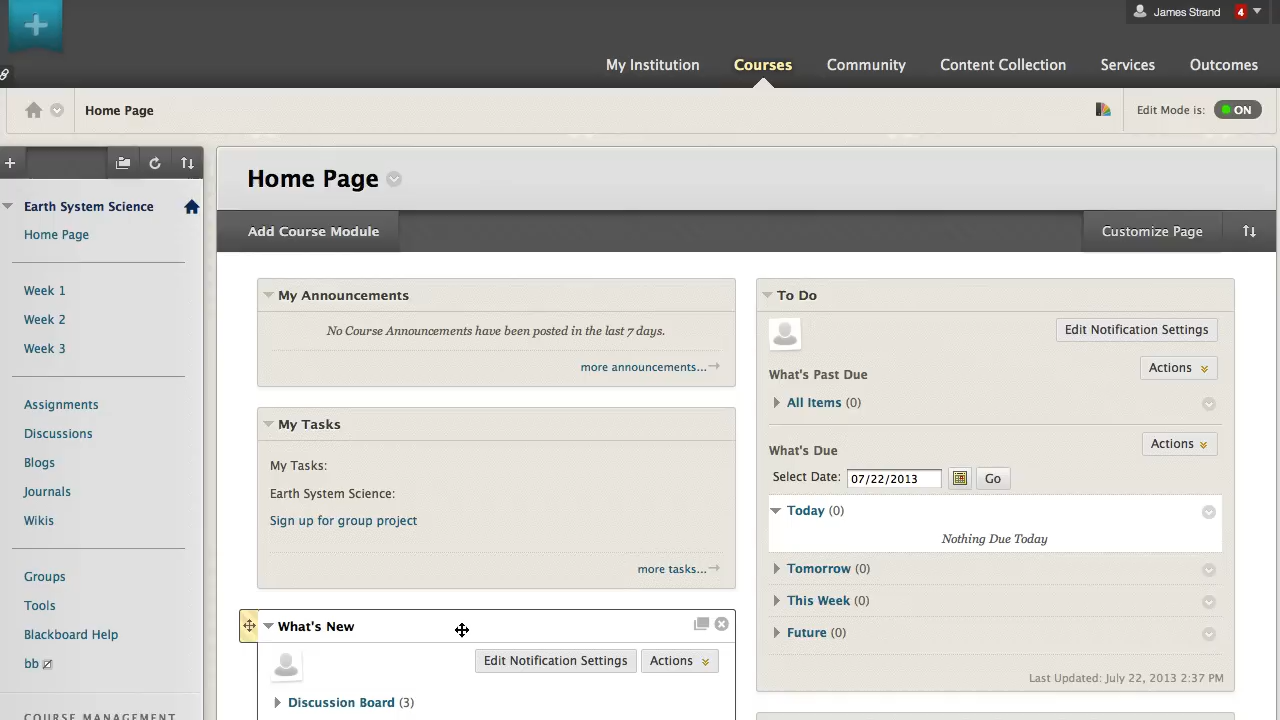 James Strand 4
My Institution Courses Community Content Collection Services Outcomes
Home Page Edit Mode is: ON
Earth System Science
Home Page
Week 1
Week 2
Week 3
Assignments
Discussions
Blogs
Journals
Wikis
Groups
Tools
Blackboard Help
bb
COURSE MANAGEMENT
Home Page
Add Course Module Customize Page
My Announcements
No Course Announcements have been posted in the last 7 days.
more announcements...
My Tasks
My Tasks:
Earth System Science:
Sign up for group project
more tasks...
What's New
Edit Notification Settings Actions
Discussion Board (3)
To Do
Edit Notification Settings
Actions
What's Past Due
All Items (0)
Actions
What's Due
Select Date: 07/22/2013 Go
Today (0)
Nothing Due Today
Tomorrow (0)
This Week (0)
Future (0)
Last Updated: July 22, 2013 2:37 PM